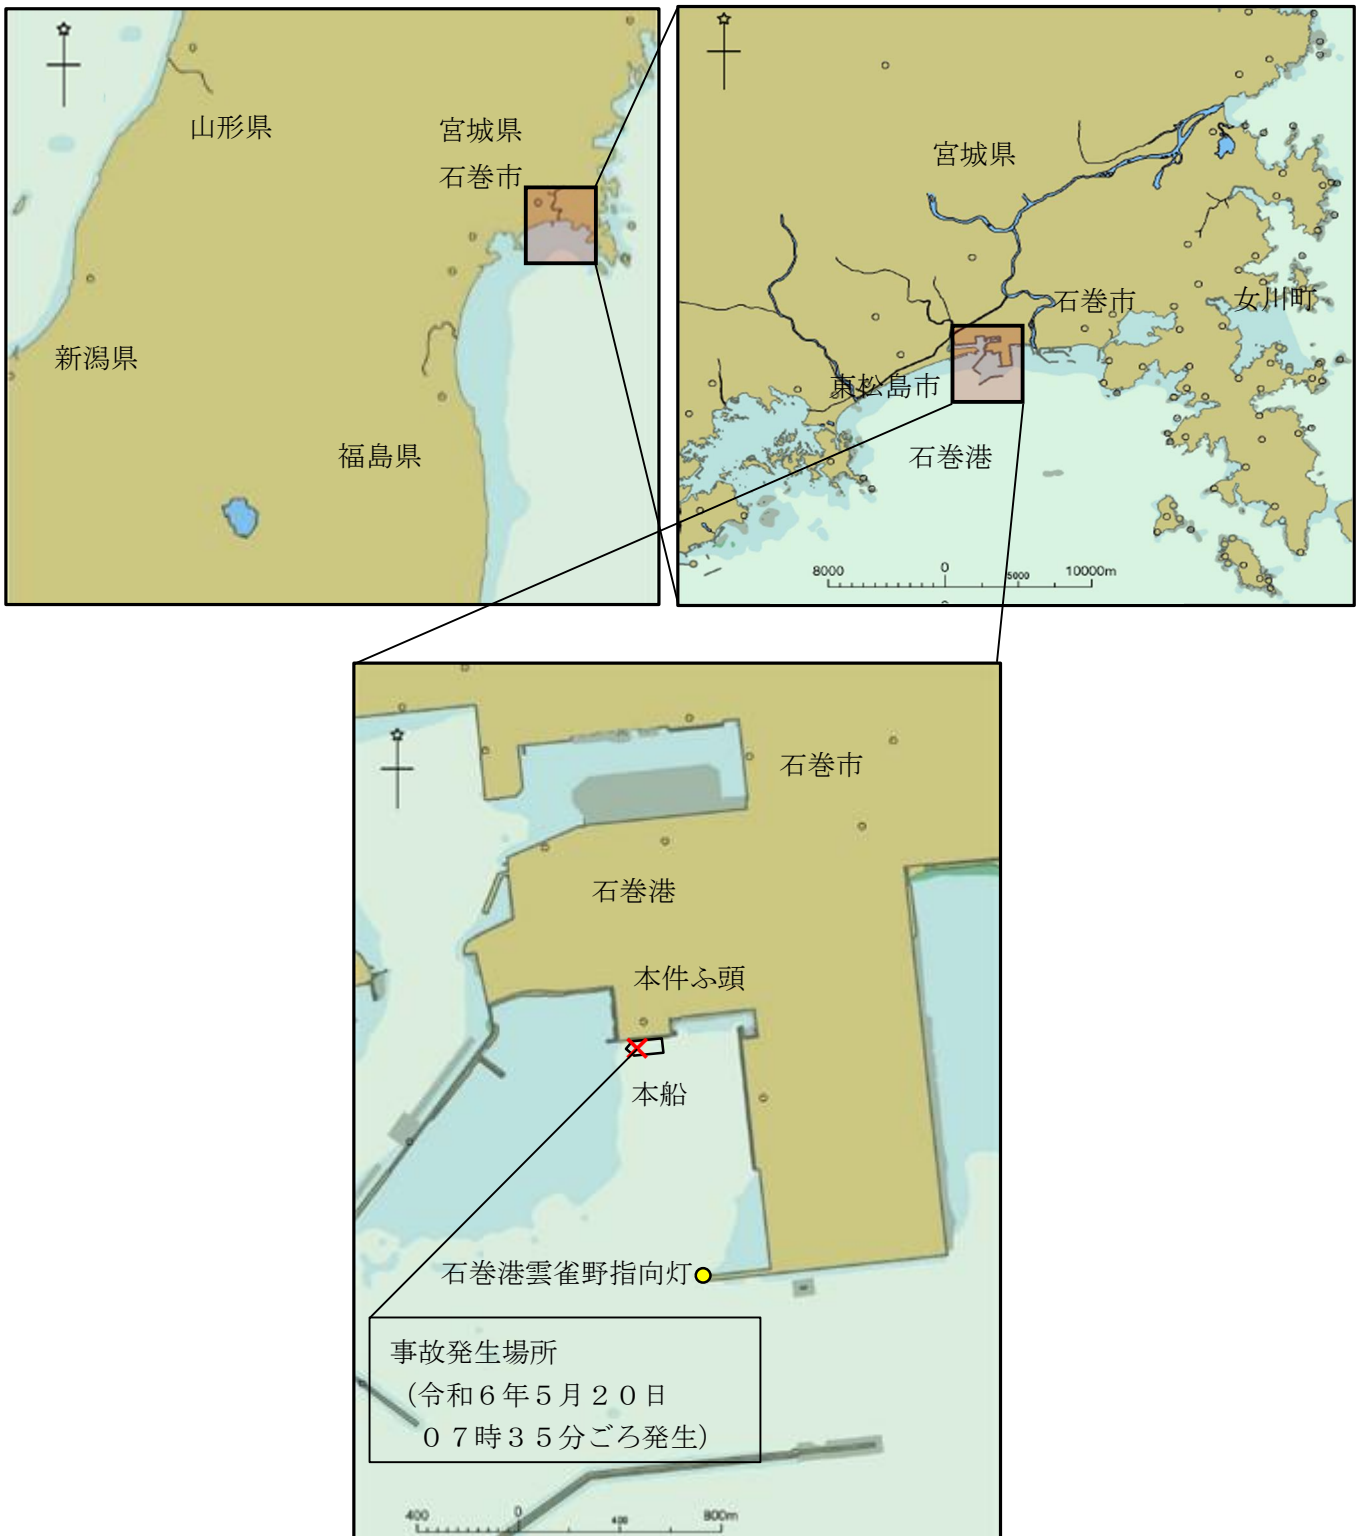 山形県
宮城県
石巻市
新潟県
福島県
宮城県
石巻市
女川町
東松島市
石巻港
8000 0 5000 10000m
石巻市
石巻港
本件ふ頭
本船
石巻港雲雀野指向灯
事故発生場所
（令和６年５月２０日
０７時３５分ごろ発生）
400 0 400 800m